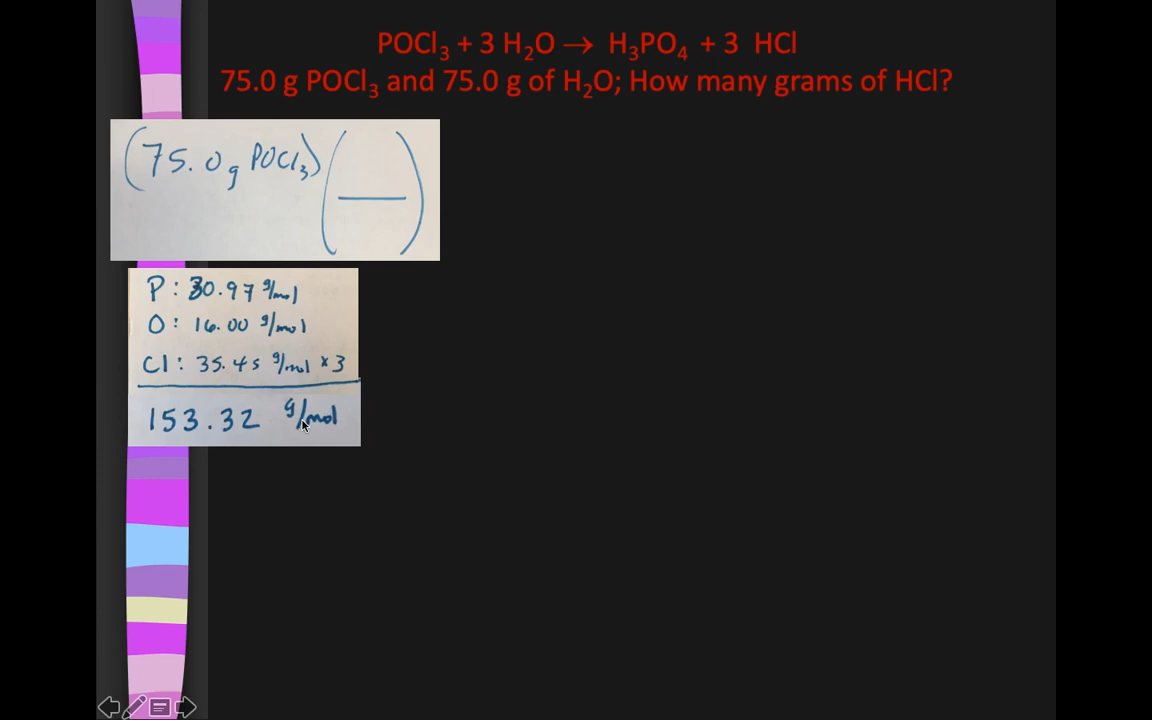 POCl₃ + 3 H₂O → H₃PO₄ + 3 HCl
75.0 g POCl₃ and 75.0 g of H₂O; How many grams of HCl?
(75.0g POCl₃)( )
P: 30.97 g/mol
O: 16.00 g/mol
Cl: 35.45 g/mol × 3
153.32 g/mol